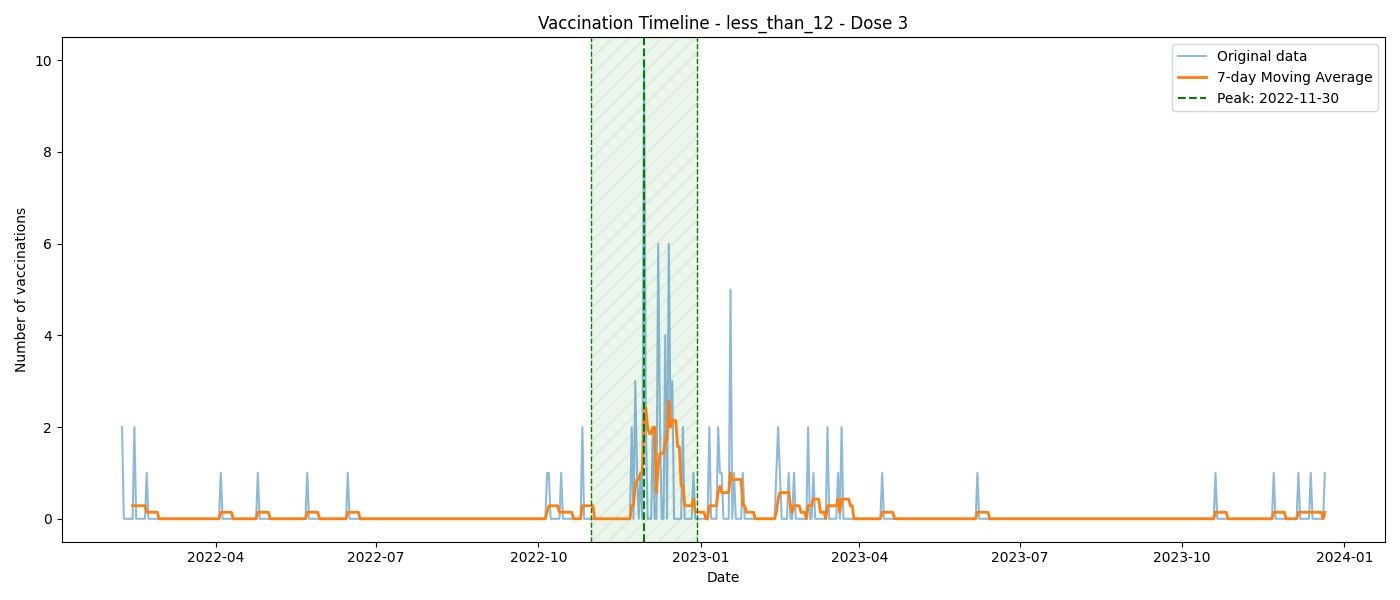 Vaccination Timeline - less_than_12 - Dose 3
Original data
7-day Moving Average
Peak: 2022-11-30
Number of vaccinations
10
8
6
4
2
0
2022-04 2022-07 2022-10 2023-01 2023-04 2023-07 2023-10 2024-01
Date